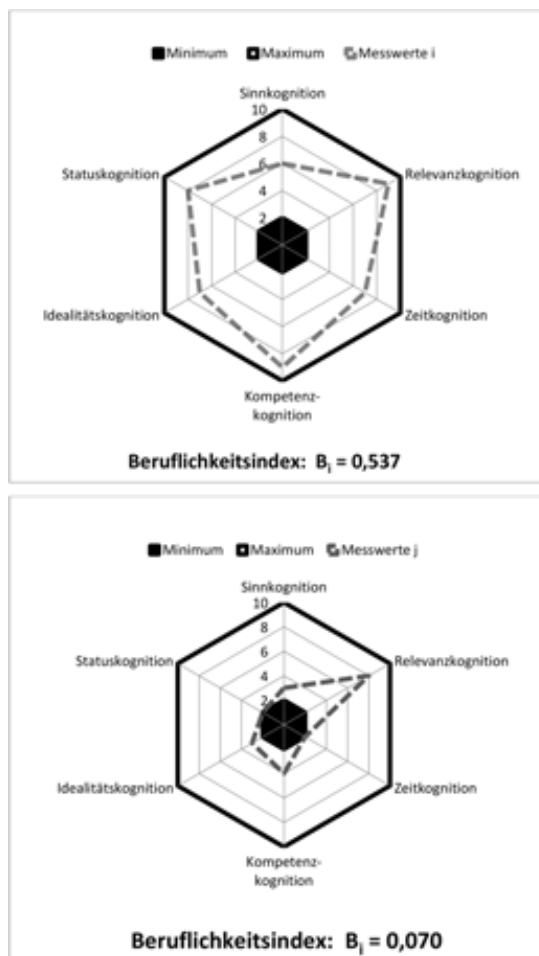 Minimum Maximum Messwerte i
Sinnkognition
10
8
6
4
2
Statuskognition
Relevanzkognition
Idealitätskognition
Zeitkognition
Kompetenz-
kognition
Beruflichkeitsindex: Bi = 0,537
Minimum Maximum Messwerte j
Sinnkognition
10
8
6
4
2
Statuskognition
Relevanzkognition
Idealitätskognition
Zeitkognition
Kompetenz-
kognition
Beruflichkeitsindex: Bj = 0,070